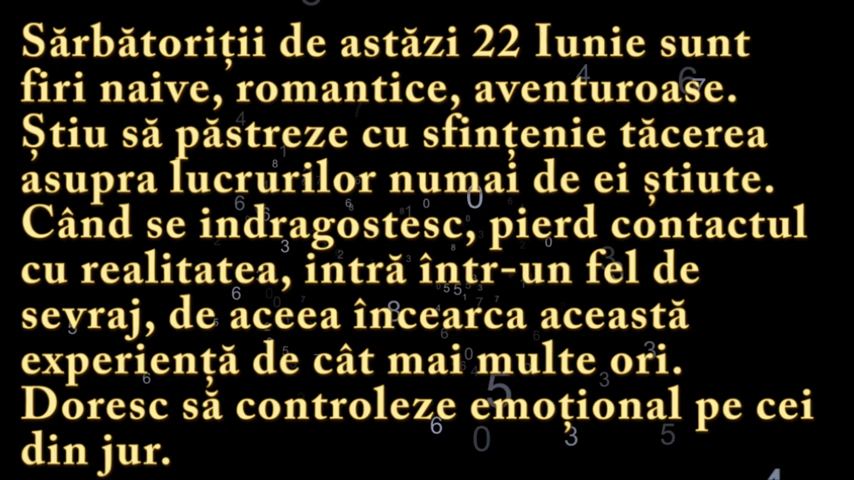 Sărbătoriții de astăzi 22 Iunie sunt
firi naive, romantice, aventuroase.
Știu să păstreze cu sfințenie tăcerea
asupra lucrurilor numai de ei știute.
Când se indragostesc, pierd contactul
cu realitatea, intră într-un fel de
sevraj, de aceea încearca această
experiență de cât mai multe ori.
Doresc să controleze emoțional pe cei
din jur.